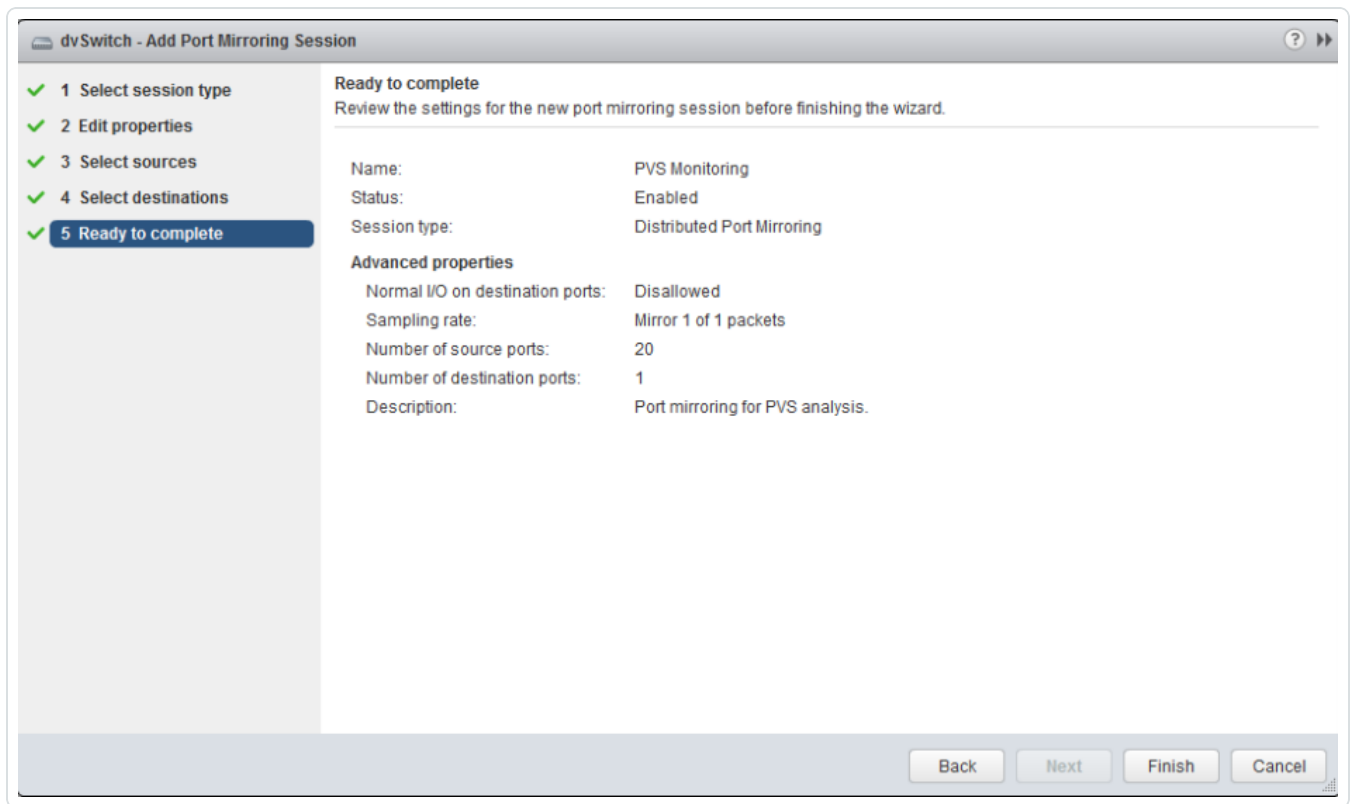 dvSwitch - Add Port Mirroring Session
?
1 Select session type
2 Edit properties
3 Select sources
4 Select destinations
5 Ready to complete
Ready to complete
Review the settings for the new port mirroring session before finishing the wizard.
Name: PVS Monitoring
Status: Enabled
Session type: Distributed Port Mirroring
Advanced properties
Normal I/O on destination ports: Disallowed
Sampling rate: Mirror 1 of 1 packets
Number of source ports: 20
Number of destination ports: 1
Description: Port mirroring for PVS analysis.
Back Next Finish Cancel